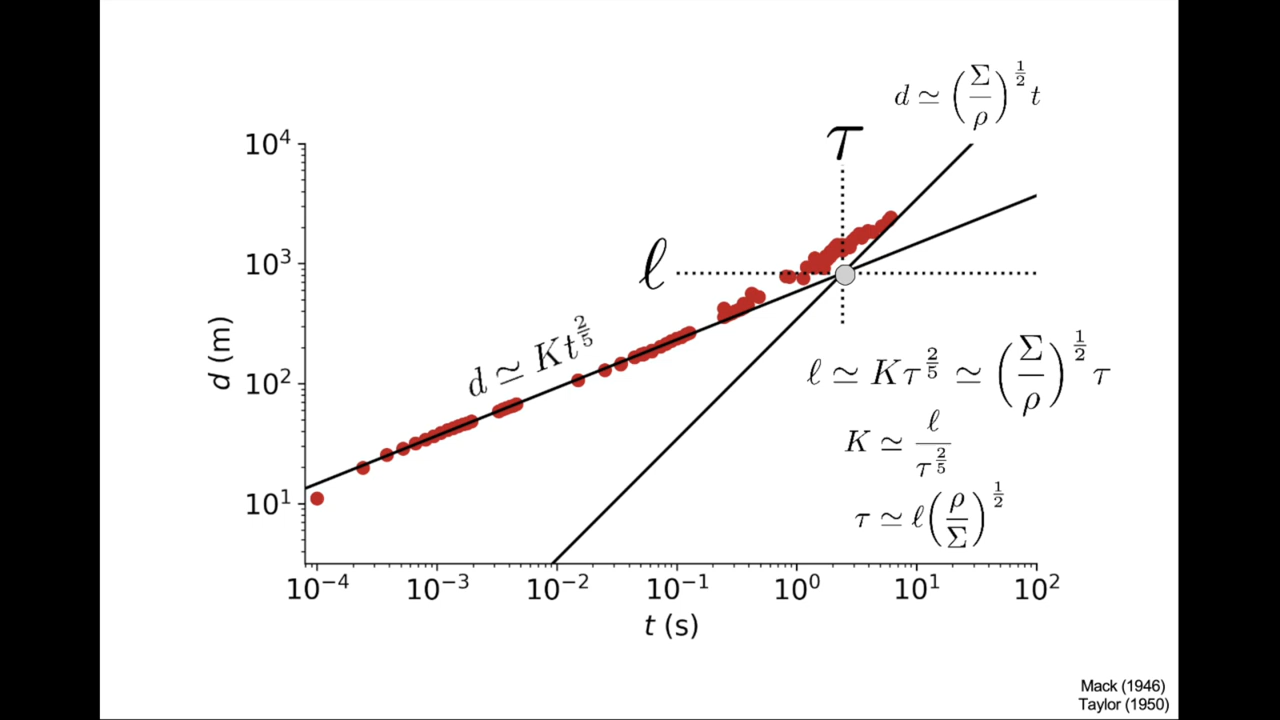 d ≃ (Σ/ρ)^{1/2} t
τ
10^4
ℓ
10^3
d ≃ Kt^{2/5}
d (m)
ℓ ≃ Kτ^{2/5} ≃ (Σ/ρ)^{1/2} τ
10^2
K ≃ ℓ/τ^{2/5}
10^1
τ ≃ ℓ(ρ/Σ)^{1/2}
10^{-4} 10^{-3} 10^{-2} 10^{-1} 10^0 10^1 10^2
t (s)
Mack (1946)
Taylor (1950)